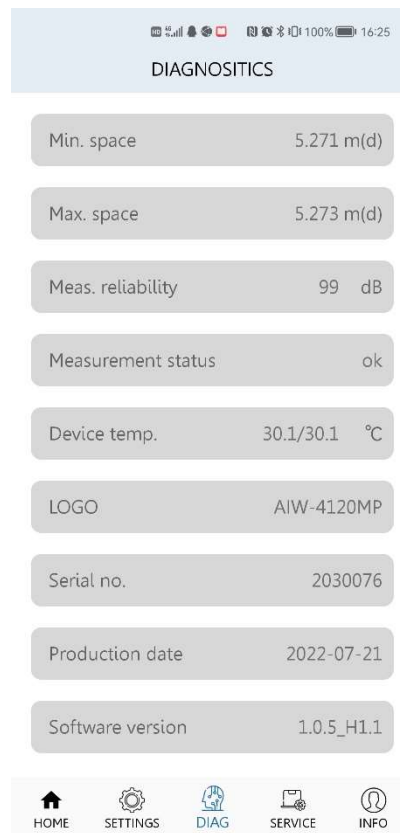 100% 16:25
DIAGNOSITICS
Min. space 5.271 m(d)
Max. space 5.273 m(d)
Meas. reliability 99 dB
Measurement status ok
Device temp. 30.1/30.1 °C
LOGO AIW-4120MP
Serial no. 2030076
Production date 2022-07-21
Software version 1.0.5_H1.1
HOME SETTINGS DIAG SERVICE INFO